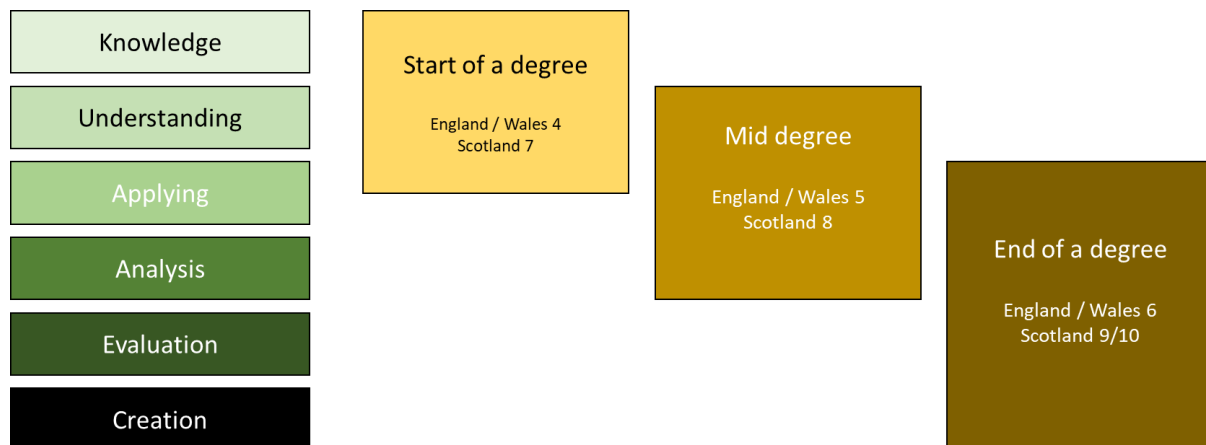 Knowledge
Understanding
Applying
Analysis
Evaluation
Creation
Start of a degree
England / Wales 4
Scotland 7
Mid degree
England / Wales 5
Scotland 8
End of a degree
England / Wales 6
Scotland 9/10